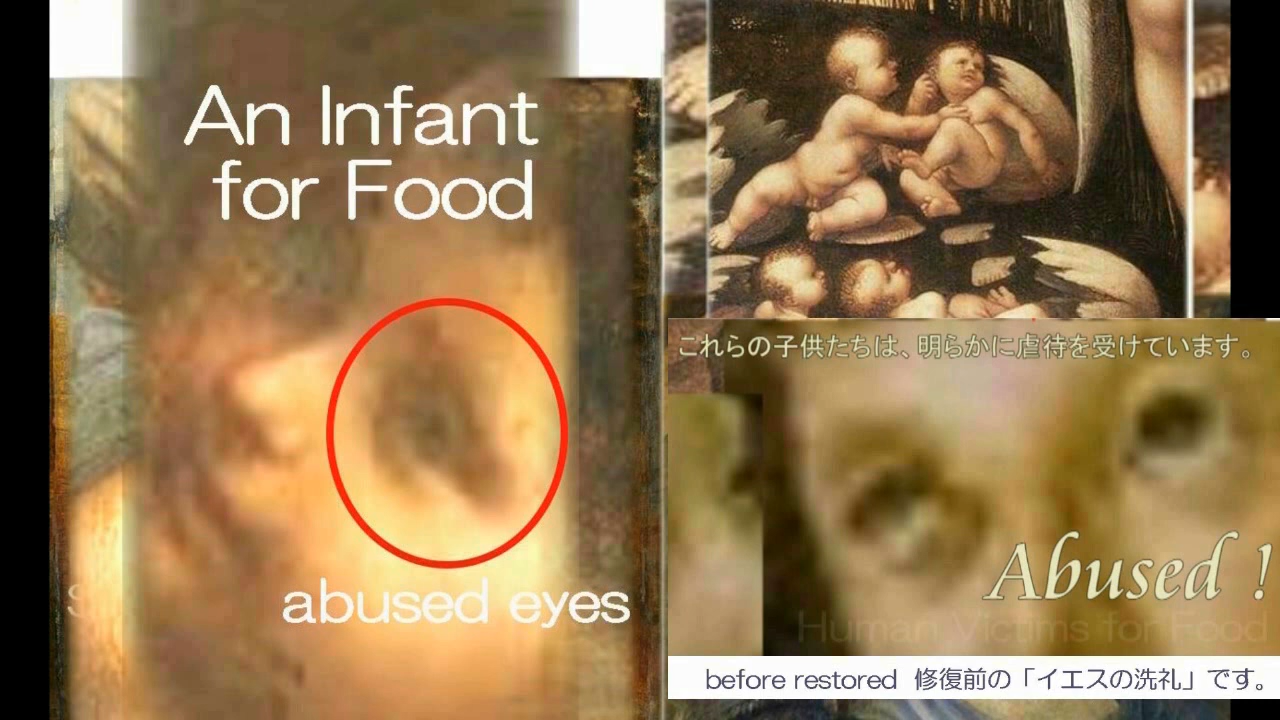 An Infant
for Food
abused eyes
これらの子供たちは、明らかに虐待を受けています。
Abused !
Human Victims for Food
before restored 修復前の「イエスの洗礼」です。